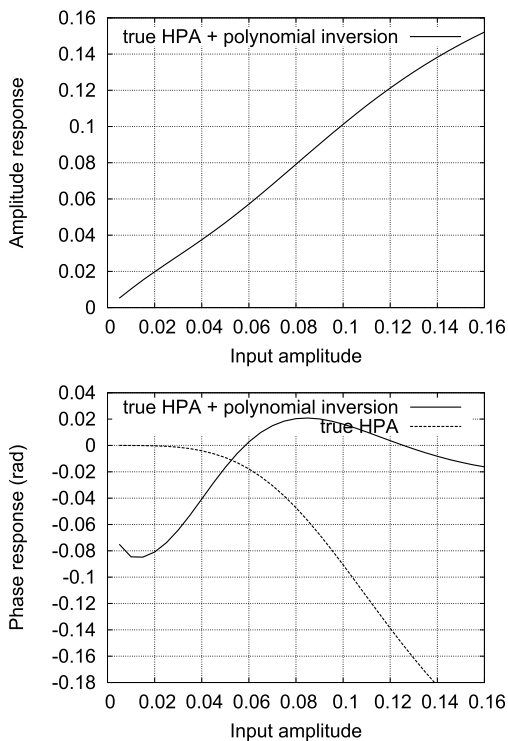 0.16
true HPA + polynomial inversion
0.14
0.12
0.1
0.08
0.06
0.04
0.02
0
Amplitude response
0.02 0.04 0.06 0.08 0.1 0.12 0.14 0.16
Input amplitude
0.04
true HPA + polynomial inversion
0.02
true HPA
0
-0.02
-0.04
-0.06
-0.08
-0.1
-0.12
-0.14
-0.16
-0.18
Phase response (rad)
0 0.02 0.04 0.06 0.08 0.1 0.12 0.14 0.16
Input amplitude